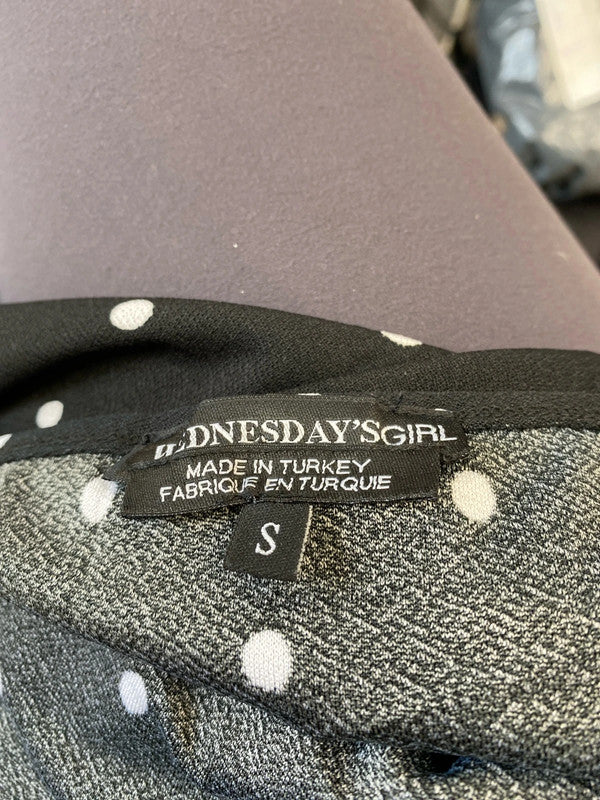 WEDNESDAY'SGIRL
MADE IN TURKEY
FABRIQUE EN TURQUIE
S